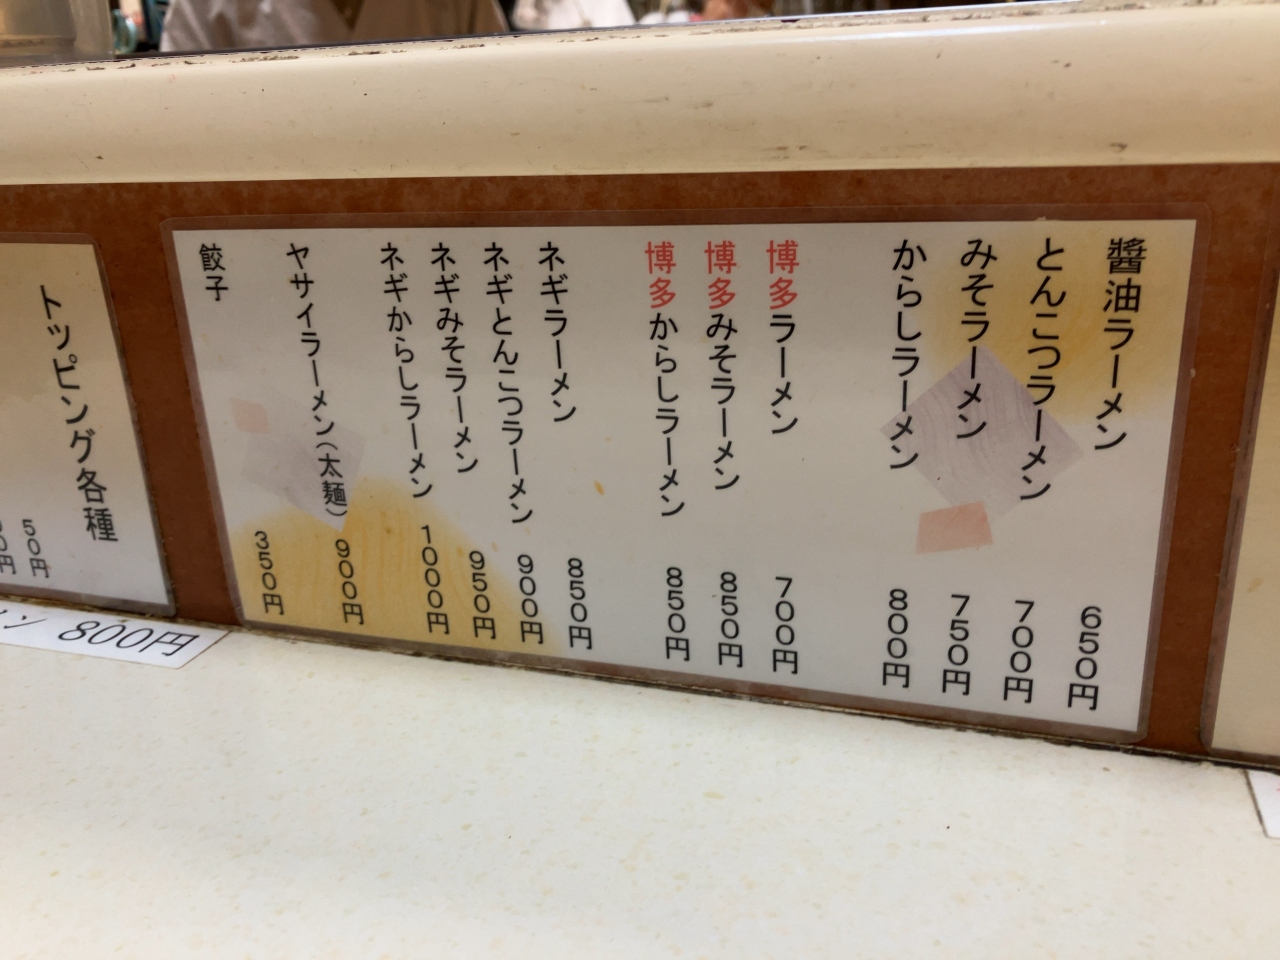 醬油ラーメン 650円
とんこつラーメン 700円
みそラーメン 750円
からしラーメン 800円
博多ラーメン 700円
博多みそラーメン 850円
博多からしラーメン 850円
ネギラーメン 850円
ネギとんこつラーメン 900円
ネギみそラーメン 950円
ネギからしラーメン 1000円
ヤサイラーメン(太麺) 900円
餃子 350円
トッピング各種
50円
800円